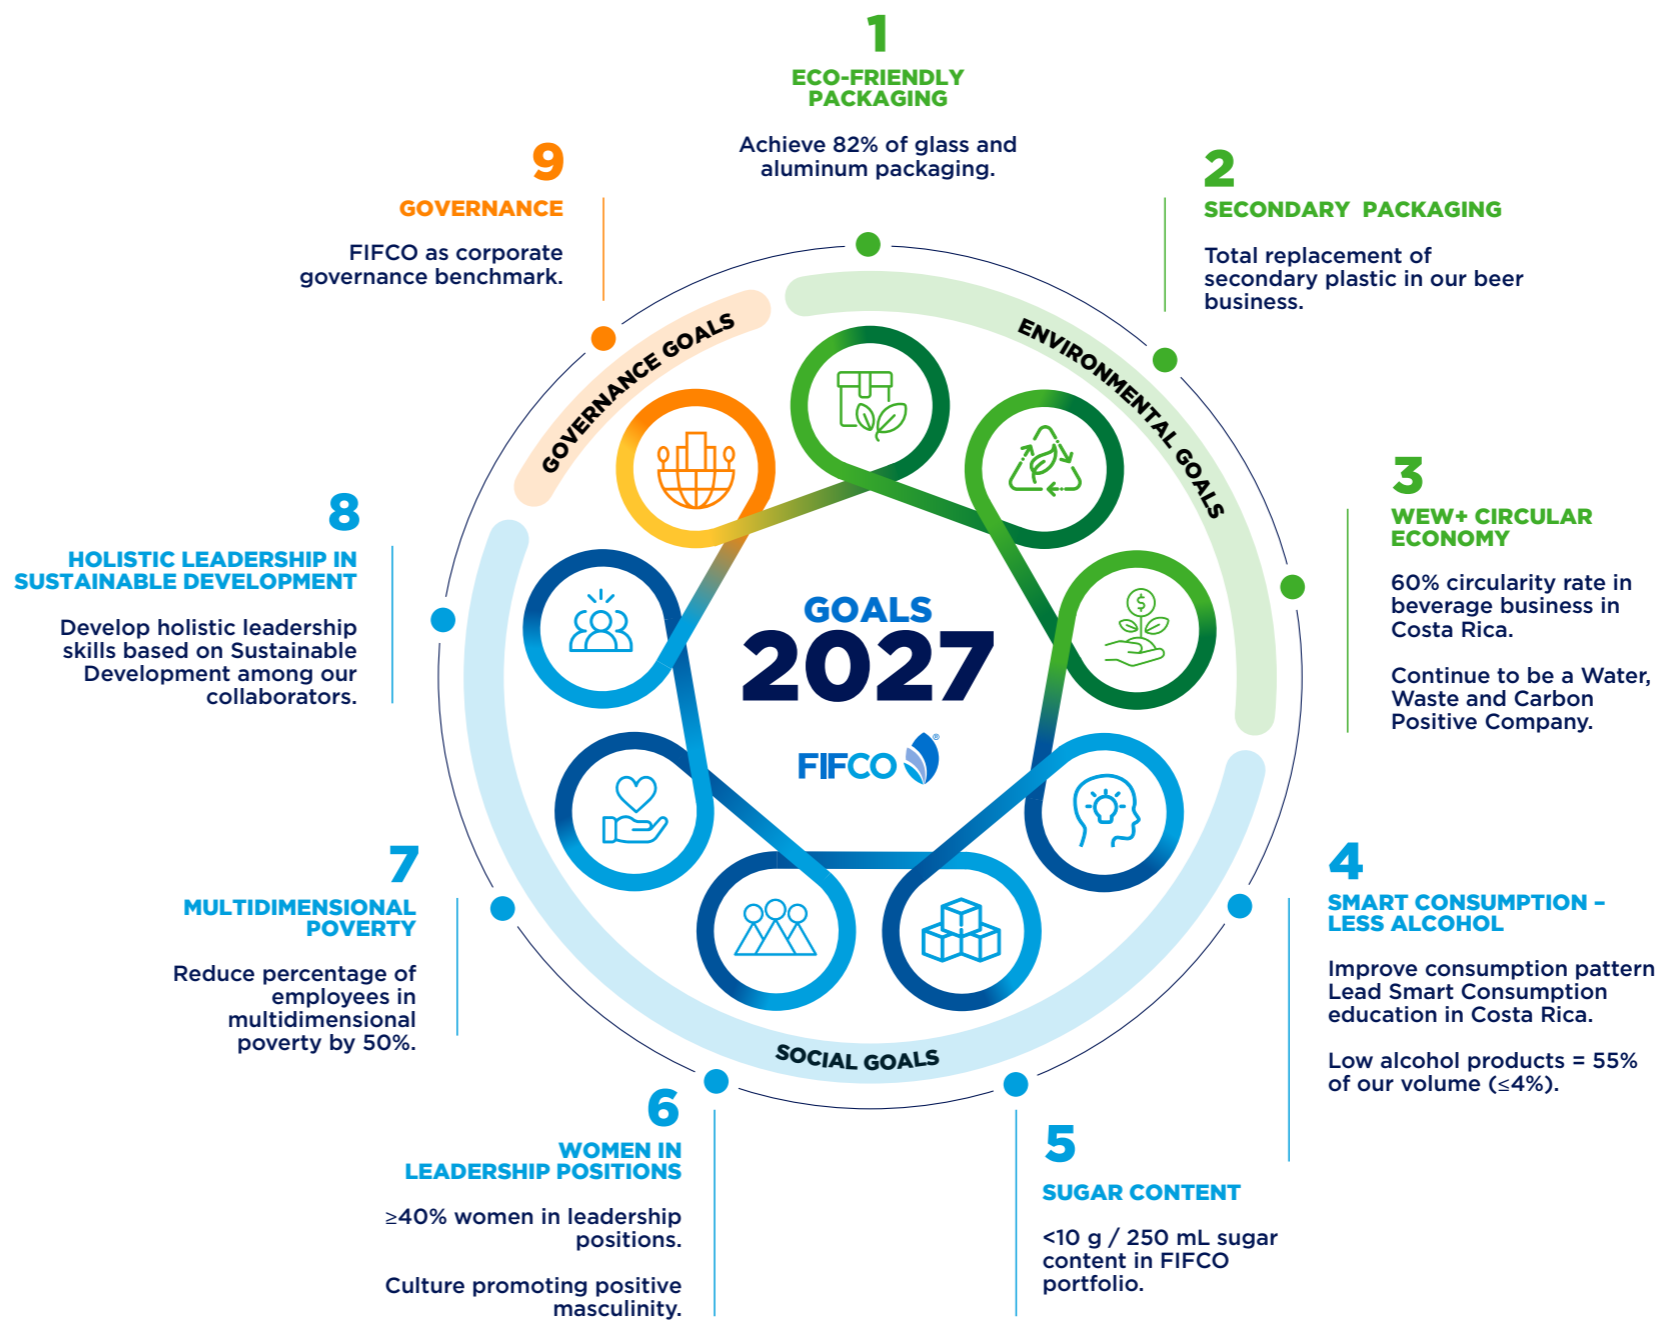 1
ECO-FRIENDLY
PACKAGING
Achieve 82% of glass and
aluminum packaging.
2
SECONDARY PACKAGING
Total replacement of
secondary plastic in our beer
business.
3
WEW+ CIRCULAR
ECONOMY
60% circularity rate in
beverage business in
Costa Rica.
Continue to be a Water,
Waste and Carbon
Positive Company.
4
SMART CONSUMPTION –
LESS ALCOHOL
Improve consumption pattern
Lead Smart Consumption
education in Costa Rica.
Low alcohol products = 55%
of our volume (≤4%).
5
SUGAR CONTENT
<10 g / 250 mL sugar
content in FIFCO
portfolio.
6
WOMEN IN
LEADERSHIP POSITIONS
≥40% women in leadership
positions.
Culture promoting positive
masculinity.
7
MULTIDIMENSIONAL
POVERTY
Reduce percentage of
employees in
multidimensional
poverty by 50%.
8
HOLISTIC LEADERSHIP IN
SUSTAINABLE DEVELOPMENT
Develop holistic leadership
skills based on Sustainable
Development among our
collaborators.
9
GOVERNANCE
FIFCO as corporate
governance benchmark.
GOVERNANCE GOALS
ENVIRONMENTAL GOALS
SOCIAL GOALS
$
GOALS
2027
FIFCO ®